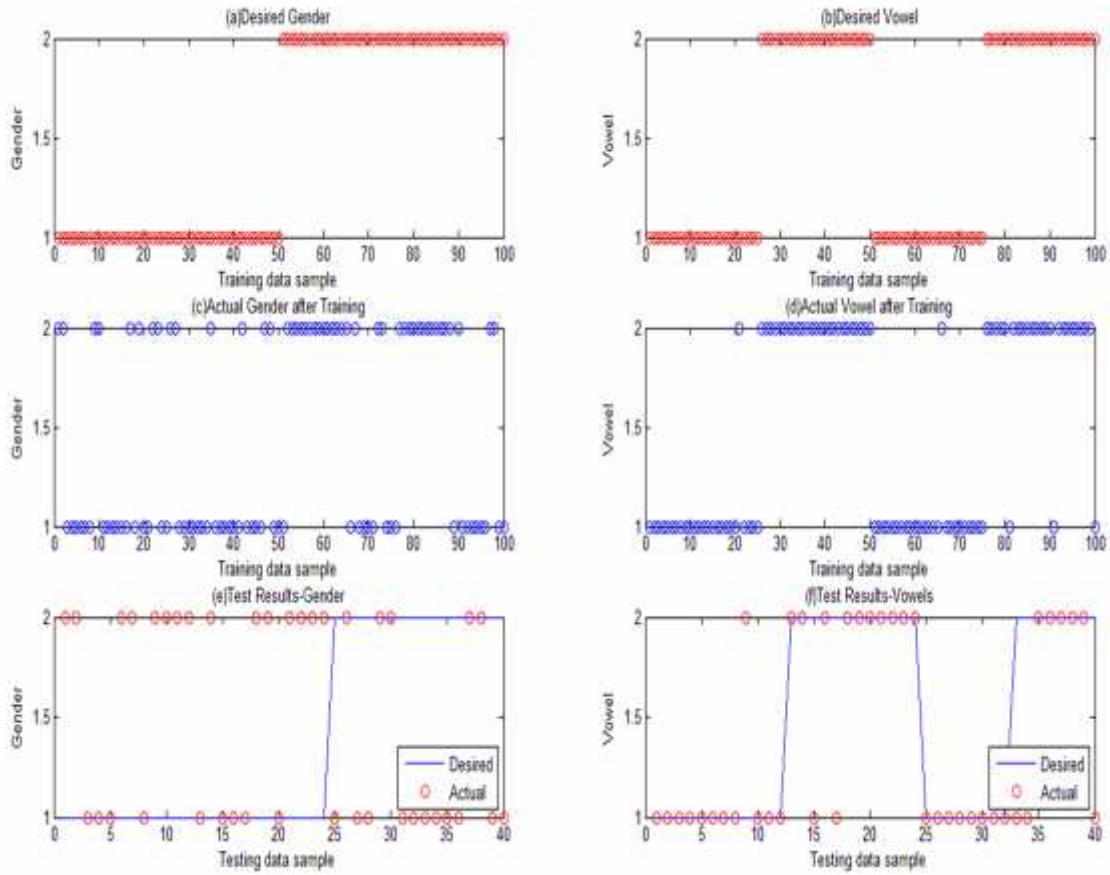 (a)Desired Gender
2
1.5
1
Gender
0 10 20 30 40 50 60 70 80 90 100
Training data sample
(b)Desired Vowel
2
1.5
1
Vowel
0 10 20 30 40 50 60 70 80 90 100
Training data sample
(c)Actual Gender after Training
2
1.5
1
Gender
0 10 20 30 40 50 60 70 80 90 100
Training data sample
(d)Actual Vowel after Training
2
1.5
1
Vowel
0 10 20 30 40 50 60 70 80 90 100
Training data sample
(e)Test Results-Gender
2
1.5
1
Gender
Desired
Actual
0 5 10 15 20 25 30 35 40
Testing data sample
(f)Test Results-Vowels
2
1.5
1
Vowel
Desired
Actual
0 5 10 15 20 25 30 35 40
Testing data sample